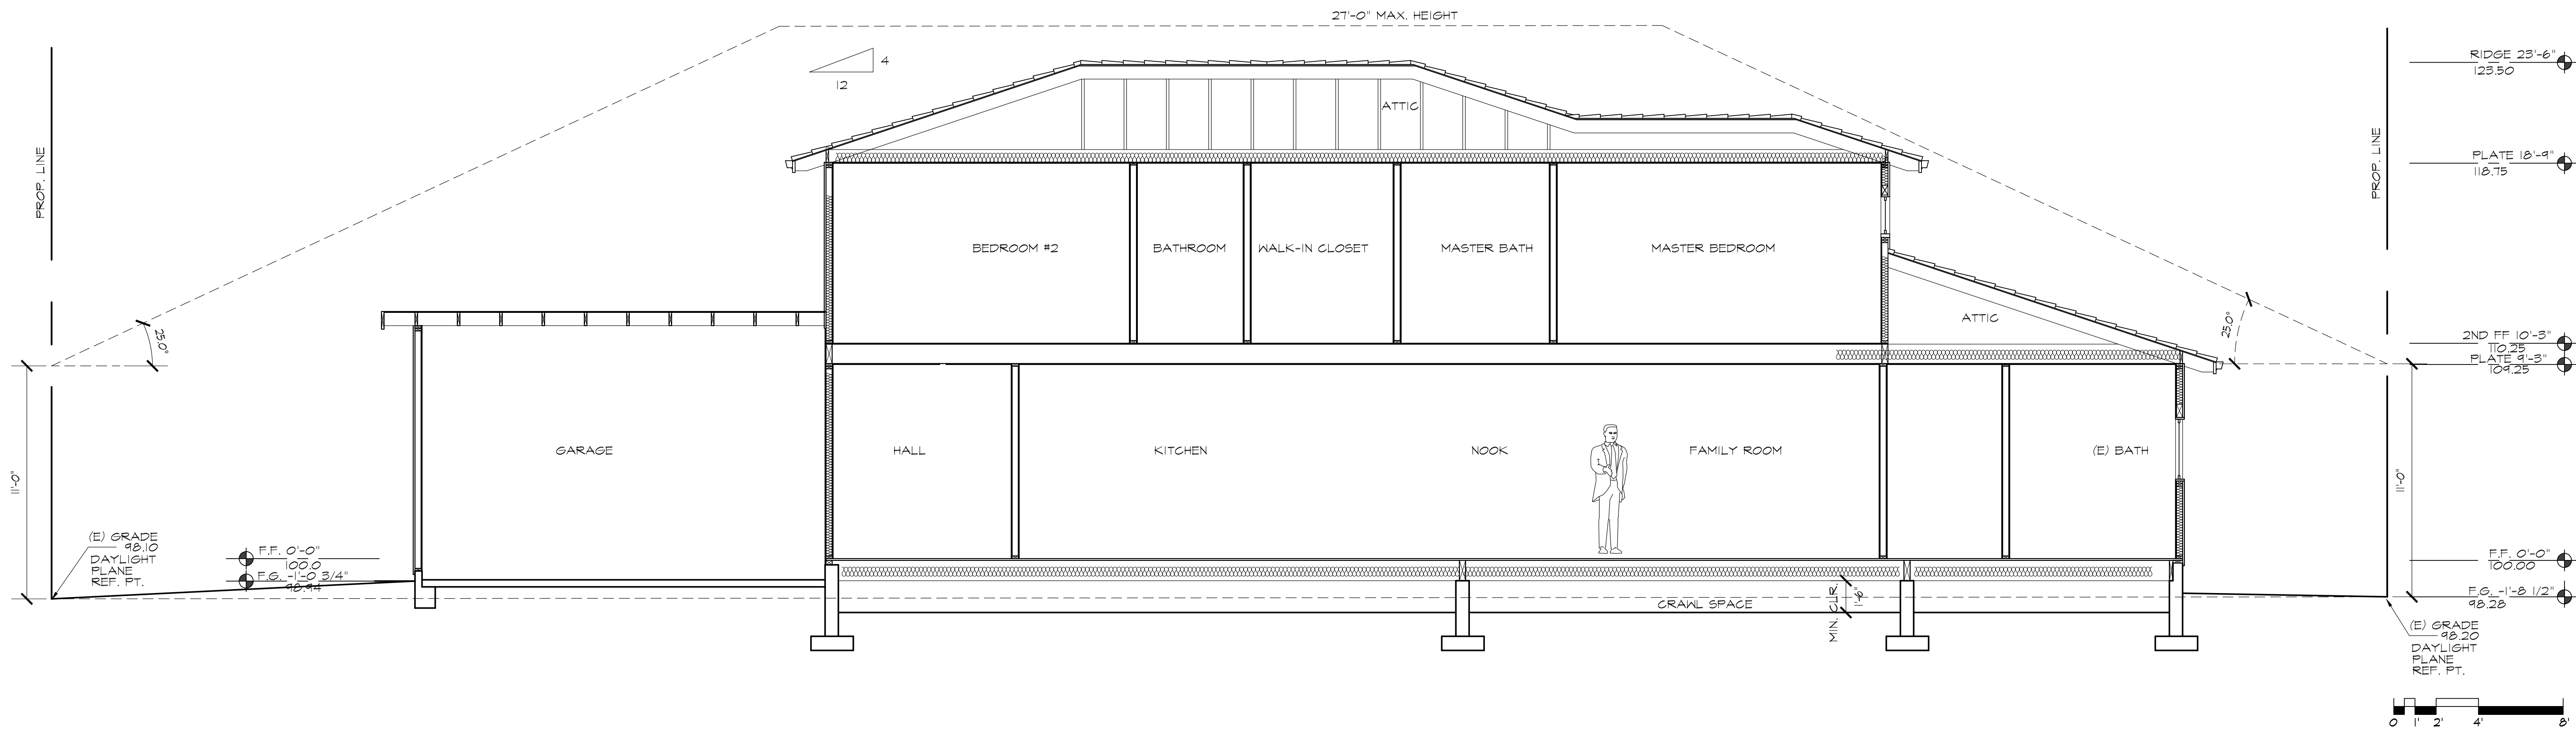 27'-0" MAX. HEIGHT
4
12
PROP. LINE
25.0°
11'-0"
(E) GRADE
98.10
DAYLIGHT
PLANE
REF. PT.
F.F. 0'-0"
100.0
F.G. -1'-0 3/4"
98.94
ATTIC
BEDROOM #2
BATHROOM
WALK-IN CLOSET
MASTER BATH
MASTER BEDROOM
ATTIC
GARAGE
HALL
KITCHEN
NOOK
FAMILY ROOM
(E) BATH
CRAWL SPACE
MIN. CLR.
1'-6"
PROP. LINE
25.0°
11'-0"
RIDGE 23'-6"
123.50
PLATE 18'-9"
118.75
2ND FF 10'-3"
110.25
PLATE 9'-3"
109.25
F.F. 0'-0"
100.00
F.G. -1'-8 1/2"
98.28
(E) GRADE
98.20
DAYLIGHT
PLANE
REF. PT.
0 1' 2' 4' 8'